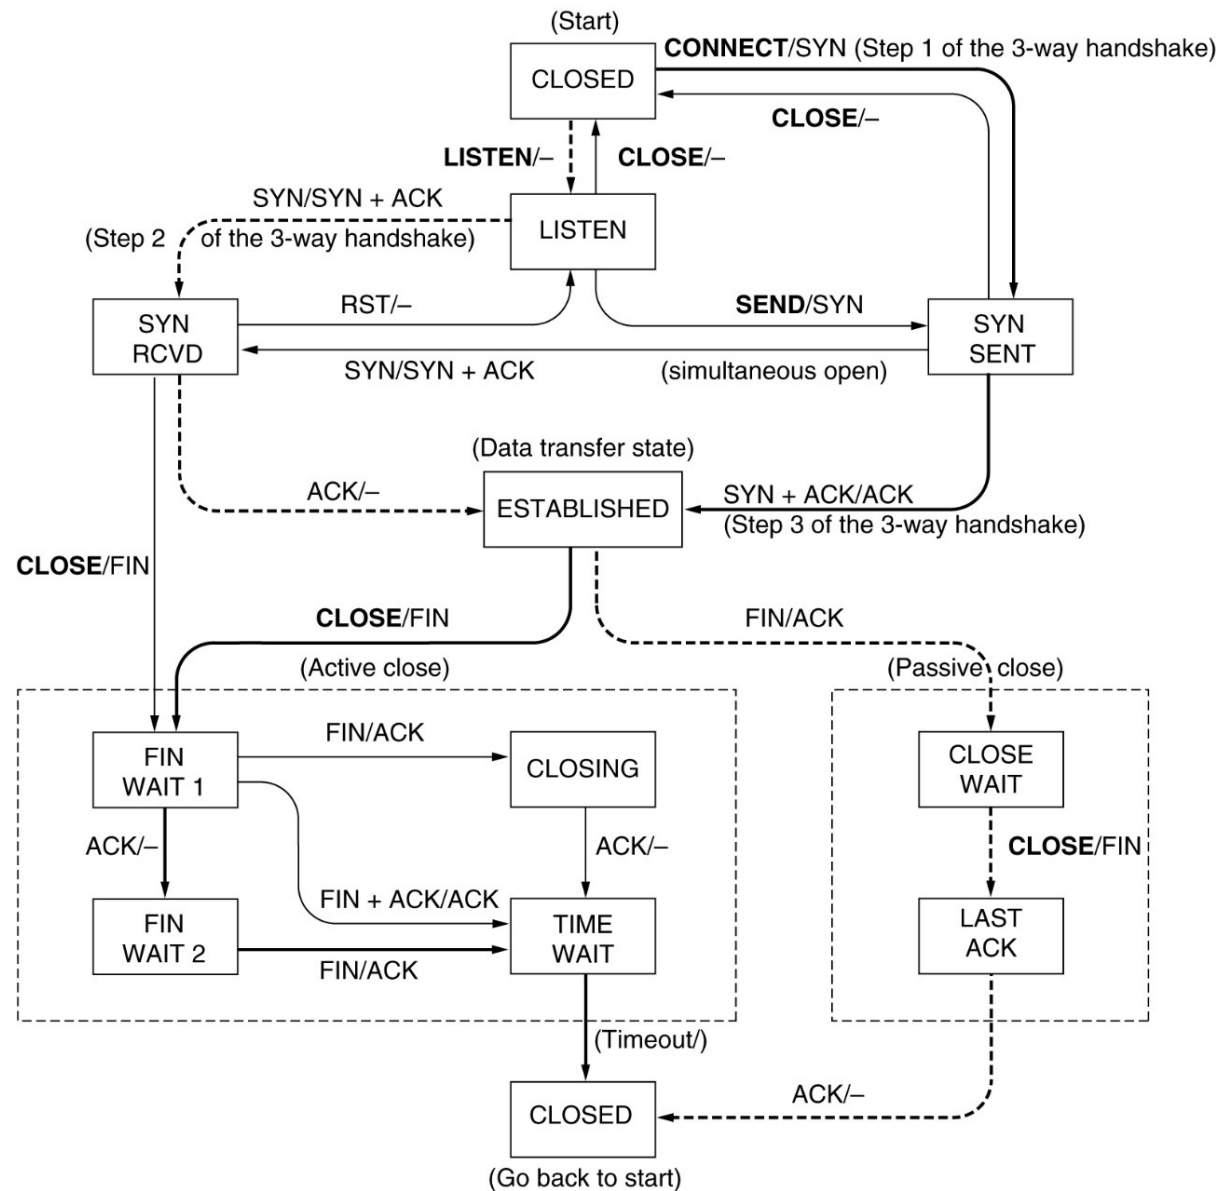 (Start)
CONNECT/SYN (Step 1 of the 3-way handshake)
CLOSED
CLOSE/–
LISTEN/–
CLOSE/–
SYN/SYN + ACK
(Step 2 of the 3-way handshake)
LISTEN
RST/–
SEND/SYN
SYN
RCVD
SYN
SENT
SYN/SYN + ACK
(simultaneous open)
(Data transfer state)
ACK/–
ESTABLISHED
SYN + ACK/ACK
(Step 3 of the 3-way handshake)
CLOSE/FIN
CLOSE/FIN
FIN/ACK
(Active close)
(Passive close)
FIN/ACK
FIN
WAIT 1
CLOSING
CLOSE
WAIT
ACK/–
ACK/–
CLOSE/FIN
FIN + ACK/ACK
FIN
WAIT 2
TIME
WAIT
LAST
ACK
FIN/ACK
(Timeout/)
ACK/–
CLOSED
(Go back to start)